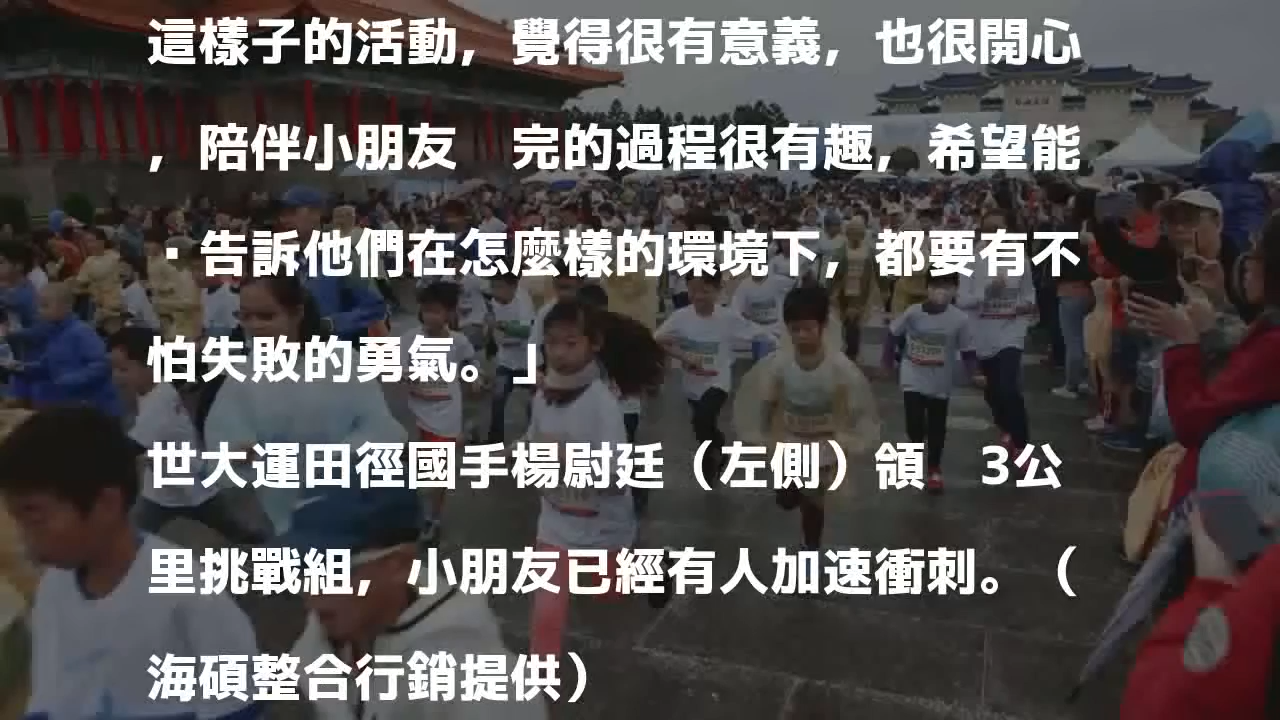 這樣子的活動，覺得很有意義，也很開心
，陪伴小朋友　完的過程很有趣，希望能
·告訴他們在怎麼樣的環境下，都要有不
怕失敗的勇氣。」
世大運田徑國手楊尉廷（左側）領　3公
里挑戰組，小朋友已經有人加速衝刺。（
海碩整合行銷提供）